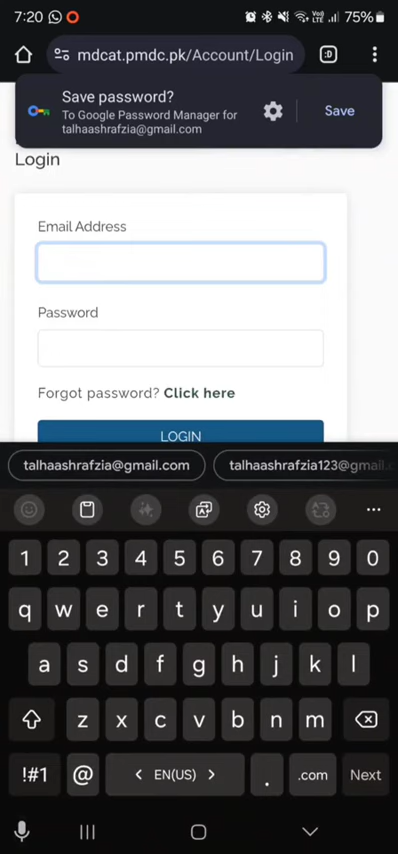 7:20
75%
mdcat.pmdc.pk/Account/Login
:D
Save password?
To Google Password Manager for
talhaashrafzia@gmail.com
Save
Login
Email Address
Password
Forgot password? Click here
LOGIN
talhaashrafzia@gmail.com
talhaashrafzia123@gmail.c
1 2 3 4 5 6 7 8 9 0
q w e r t y u i o p
a s d f g h j k l
z x c v b n m
!#1 @ < EN(US) > . .com Next